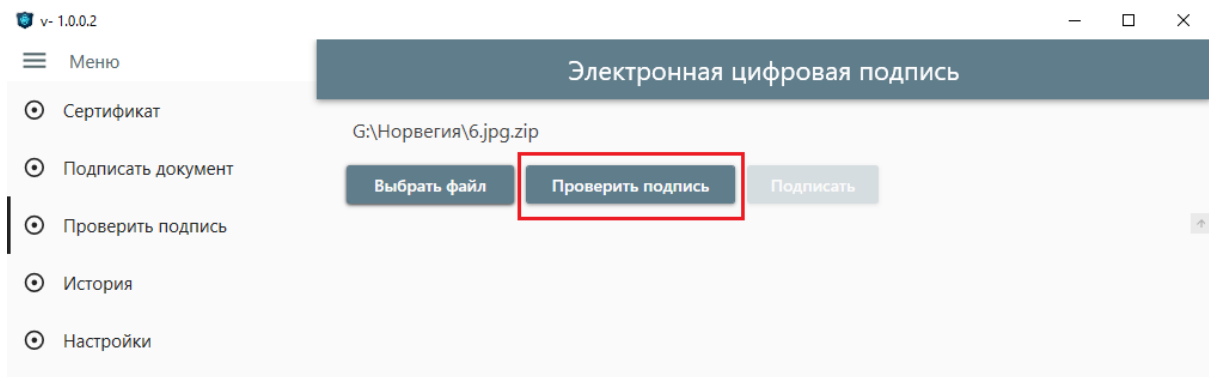 v- 1.0.0.2
Меню
Электронная цифровая подпись
Сертификат
G:\Норвегия\6.jpg.zip
Подписать документ
Выбрать файл Проверить подпись Подписать
Проверить подпись
История
Настройки